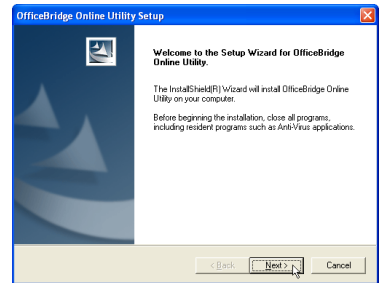 OfficeBridge Online Utility Setup
Welcome to the Setup Wizard for OfficeBridge
Online Utility.
The InstallShield(R) Wizard will install OfficeBridge Online
Utility on your computer.
Before beginning the installation, close all programs,
including resident programs such as Anti-Virus applications.
< Back
Next >
Cancel